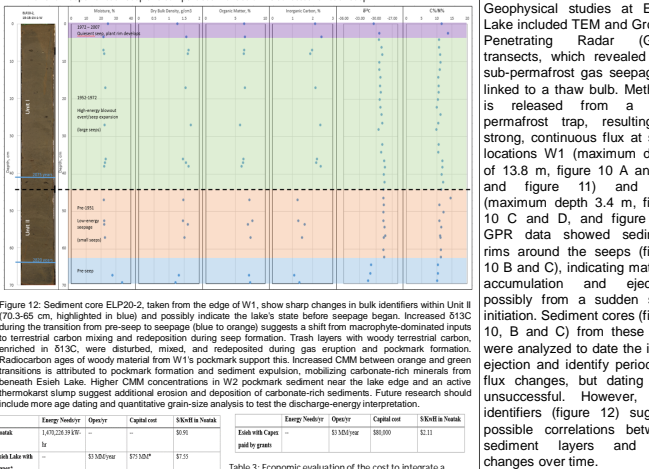 Moisture, %
Dry Bulk Density, g/cm3
Organic Matter, %
Inorganic Carbon, %
C%/N%
1972 – 2007
Quiescent seep, plant rim develops
1952-1972
High-energy blowout
event/seep expansion
(large seeps)
Pre-1951
Low-energy
seepage
(small seeps)
Pre-seep
Unit I
Unit II
Figure 12: Sediment core ELP20-2, taken from the edge of W1, show sharp changes in bulk identifiers within Unit II
(70.3-65 cm, highlighted in blue) and possibly indicate the lake's state before seepage began. Increased δ13C
during the transition from pre-seep to seepage (blue to orange) suggests a shift from macrophyte-dominated inputs
to terrestrial carbon mixing and redeposition during seep formation. Trash layers with woody terrestrial carbon,
enriched in δ13C, were disturbed, mixed, and redeposited during gas eruption and pockmark formation.
Radiocarbon ages of woody material from W1's pockmark support this. Increased CMM between orange and green
transitions is attributed to pockmark formation and sediment expulsion, mobilizing carbonate-rich minerals from
beneath Esieh Lake. Higher CMM concentrations in W2 pockmark sediment near the lake edge and an active
thermokarst slump suggest additional erosion and deposition of carbonate-rich sediments. Future research should
include more age dating and quantitative grain-size analysis to test the discharge-energy interpretation.
Energy Needs/yr Opex/yr Capital cost $/KwH in Noatak
oatak 1,470,226.39 kW-hr -- -- $0.91
sieh Lake with $3 MM/year $75 MM* $7.55
Energy Needs/yr Opex/yr Capital cost $/KwH in Noatak
Esieh with Capex paid by grants -- $3 MM/year $80,000 $2.11
Table 3: Economic evaluation of the cost to integrate a
Geophysical studies at E
Lake included TEM and Gro
Penetrating Radar (G
transects, which revealed
sub-permafrost gas seepag
linked to a thaw bulb. Meth
is released from a
permafrost trap, resulting
strong, continuous flux at s
locations W1 (maximum d
of 13.8 m, figure 10 A an
and figure 11) and
(maximum depth 3.4 m, fi
10 C and D, and figure
GPR data showed sedin
rims around the seeps (fi
10 B and C), indicating mat
accumulation and ejec
possibly from a sudden s
initiation. Sediment cores (fi
10, B and C) from these
were analyzed to date the i
ejection and identify period
flux changes, but dating
unsuccessful. However,
identifiers (figure 12) sugg
possible correlations betw
sediment layers and
changes over time.